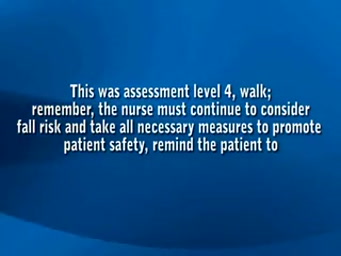 This was assessment level 4, walk;
remember, the nurse must continue to consider
fall risk and take all necessary measures to promote
patient safety, remind the patient to